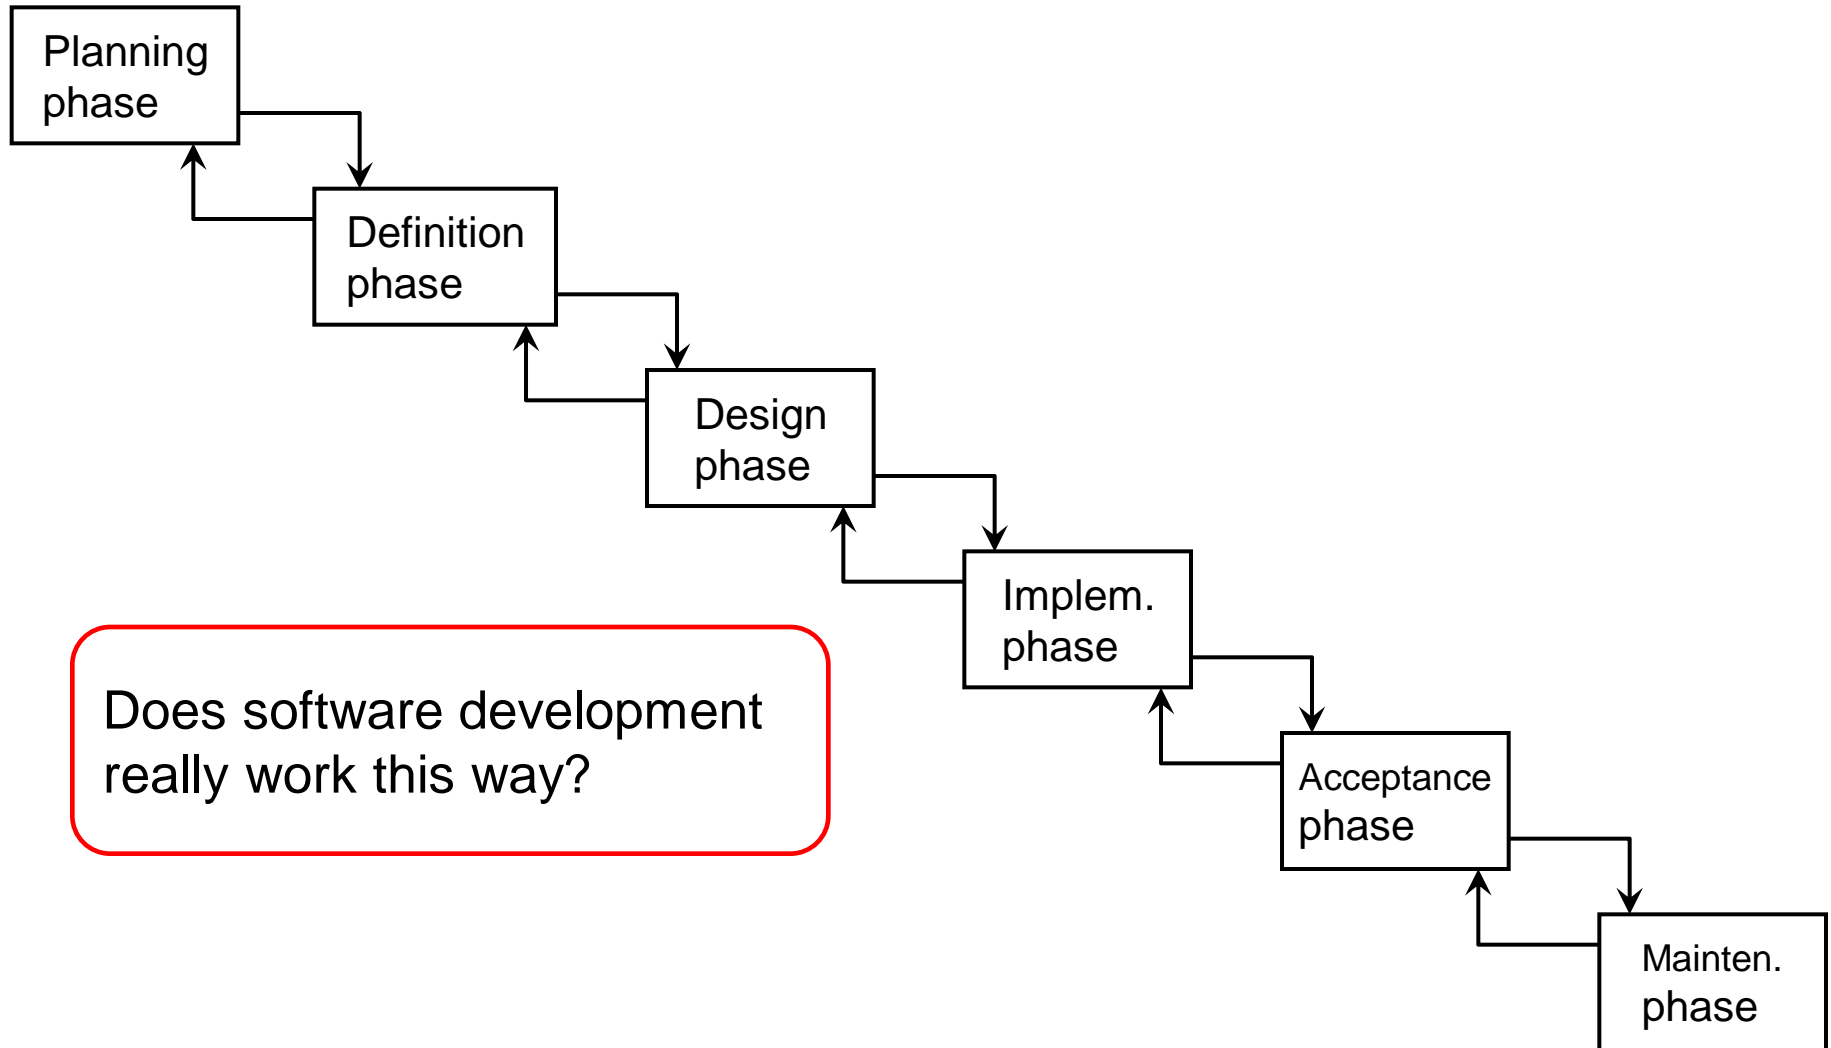 Planning
phase
Definition
phase
Design
phase
Implem.
phase
Does software development
really work this way?
Acceptance
phase
Mainten.
phase